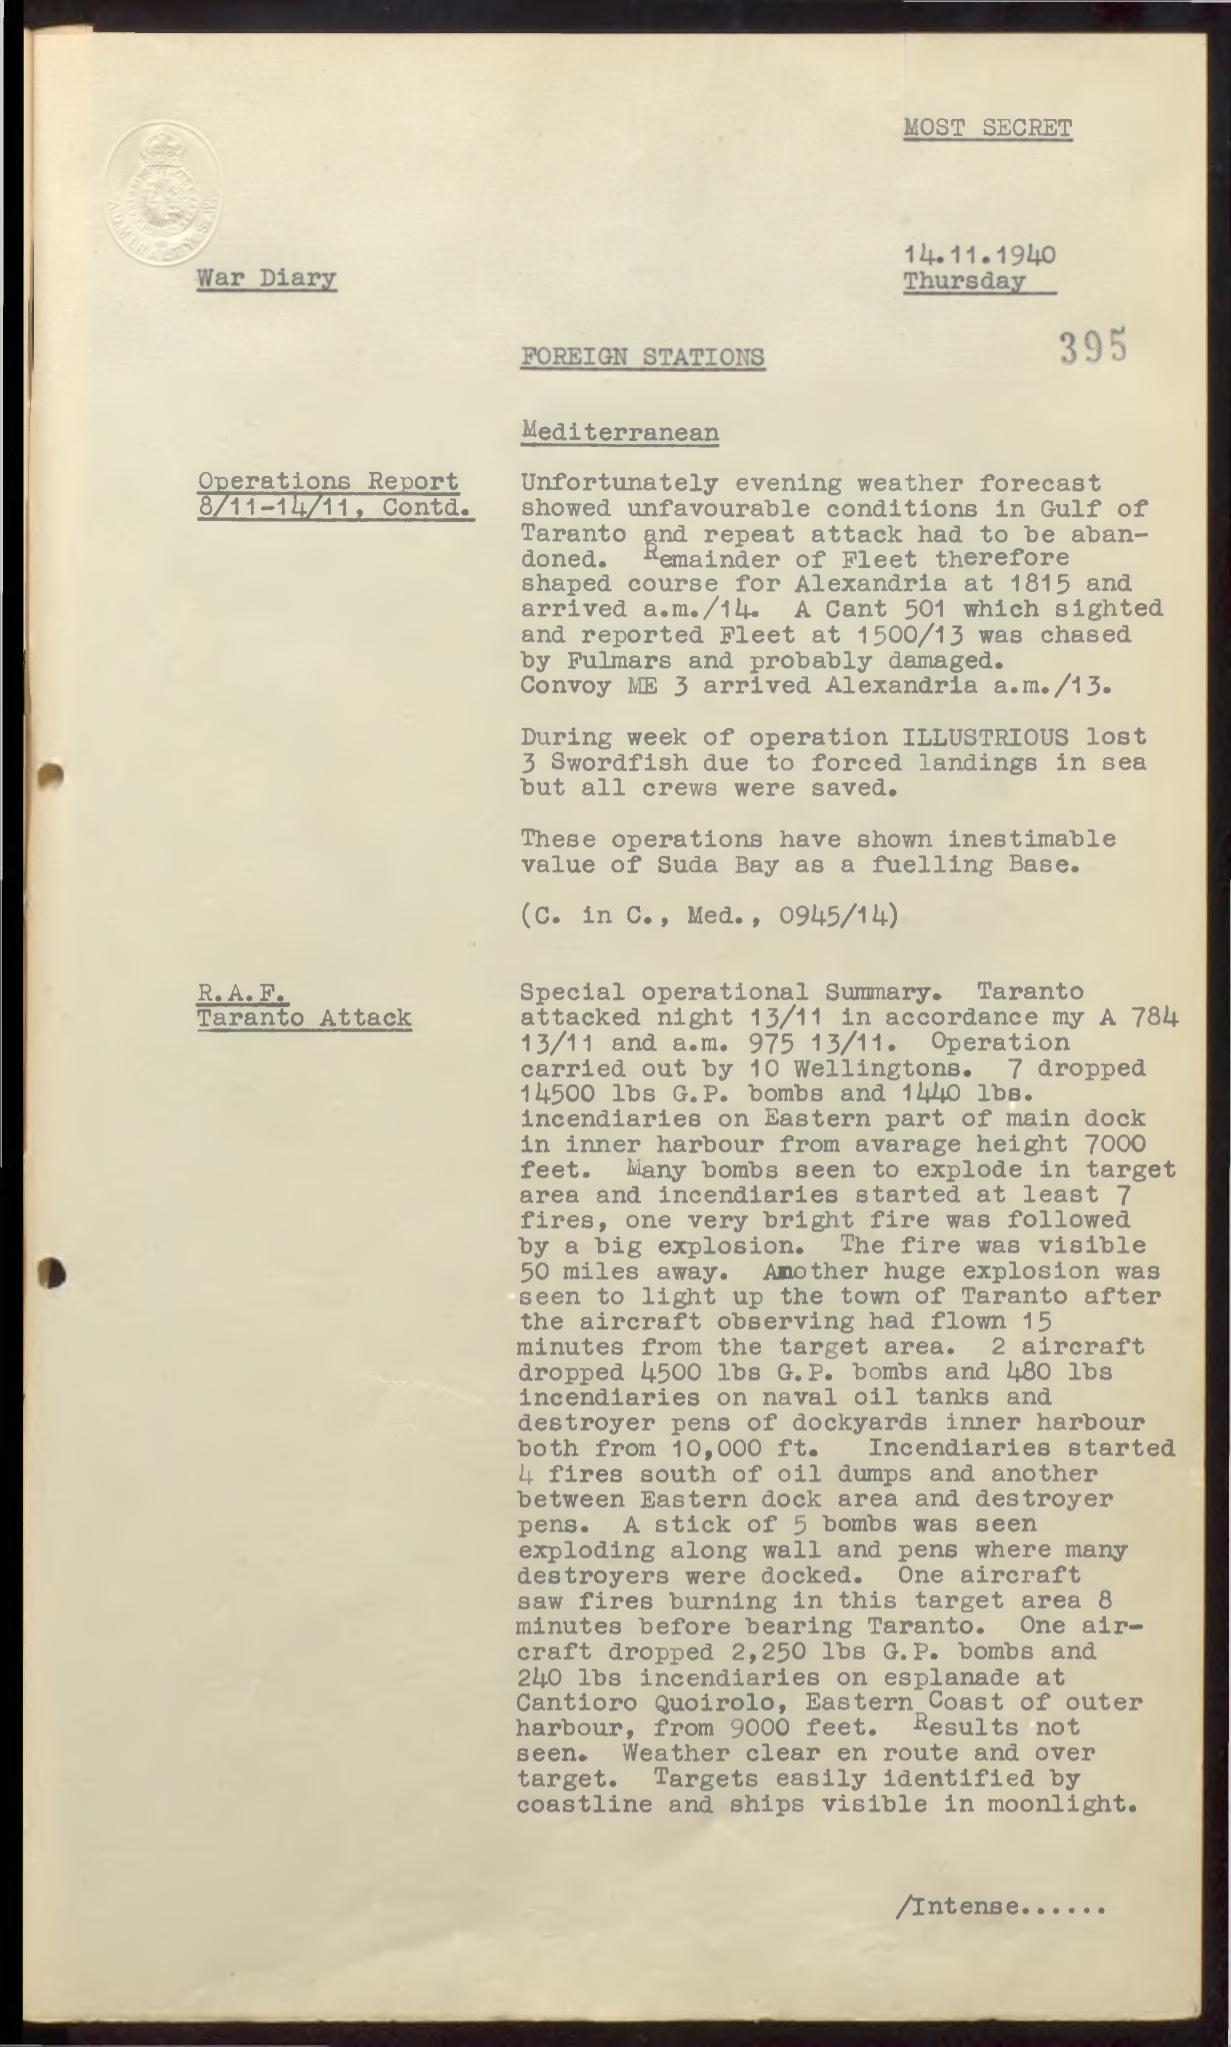 MOST SECRET
ADMIRALTY. S.W.
14.11.1940
War Diary
Thursday
395
FOREIGN STATIONS
Mediterranean
Operations Report
8/11-14/11, Contd.
Unfortunately evening weather forecast
showed unfavourable conditions in Gulf of
Taranto and repeat attack had to be aban-
doned. Remainder of Fleet therefore
shaped course for Alexandria at 1815 and
arrived a.m./14. A Cant 501 which sighted
and reported Fleet at 1500/13 was chased
by Fulmars and probably damaged.
Convoy ME 3 arrived Alexandria a.m./13.
During week of operation ILLUSTRIOUS lost
3 Swordfish due to forced landings in sea
but all crews were saved.
These operations have shown inestimable
value of Suda Bay as a fuelling Base.
(C. in C., Med., 0945/14)
R.A.F.
Taranto Attack
Special operational Summary. Taranto
attacked night 13/11 in accordance my A 784
13/11 and a.m. 975 13/11. Operation
carried out by 10 Wellingtons. 7 dropped
14500 lbs G.P. bombs and 1440 lbs.
incendiaries on Eastern part of main dock
in inner harbour from avarage height 7000
feet. Many bombs seen to explode in target
area and incendiaries started at least 7
fires, one very bright fire was followed
by a big explosion. The fire was visible
50 miles away. Another huge explosion was
seen to light up the town of Taranto after
the aircraft observing had flown 15
minutes from the target area. 2 aircraft
dropped 4500 lbs G.P. bombs and 480 lbs
incendiaries on naval oil tanks and
destroyer pens of dockyards inner harbour
both from 10,000 ft. Incendiaries started
4 fires south of oil dumps and another
between Eastern dock area and destroyer
pens. A stick of 5 bombs was seen
exploding along wall and pens where many
destroyers were docked. One aircraft
saw fires burning in this target area 8
minutes before bearing Taranto. One air-
craft dropped 2,250 lbs G.P. bombs and
240 lbs incendiaries on esplanade at
Cantioro Quoirolo, Eastern Coast of outer
harbour, from 9000 feet. Results not
seen. Weather clear en route and over
target. Targets easily identified by
coastline and ships visible in moonlight.
/Intense......